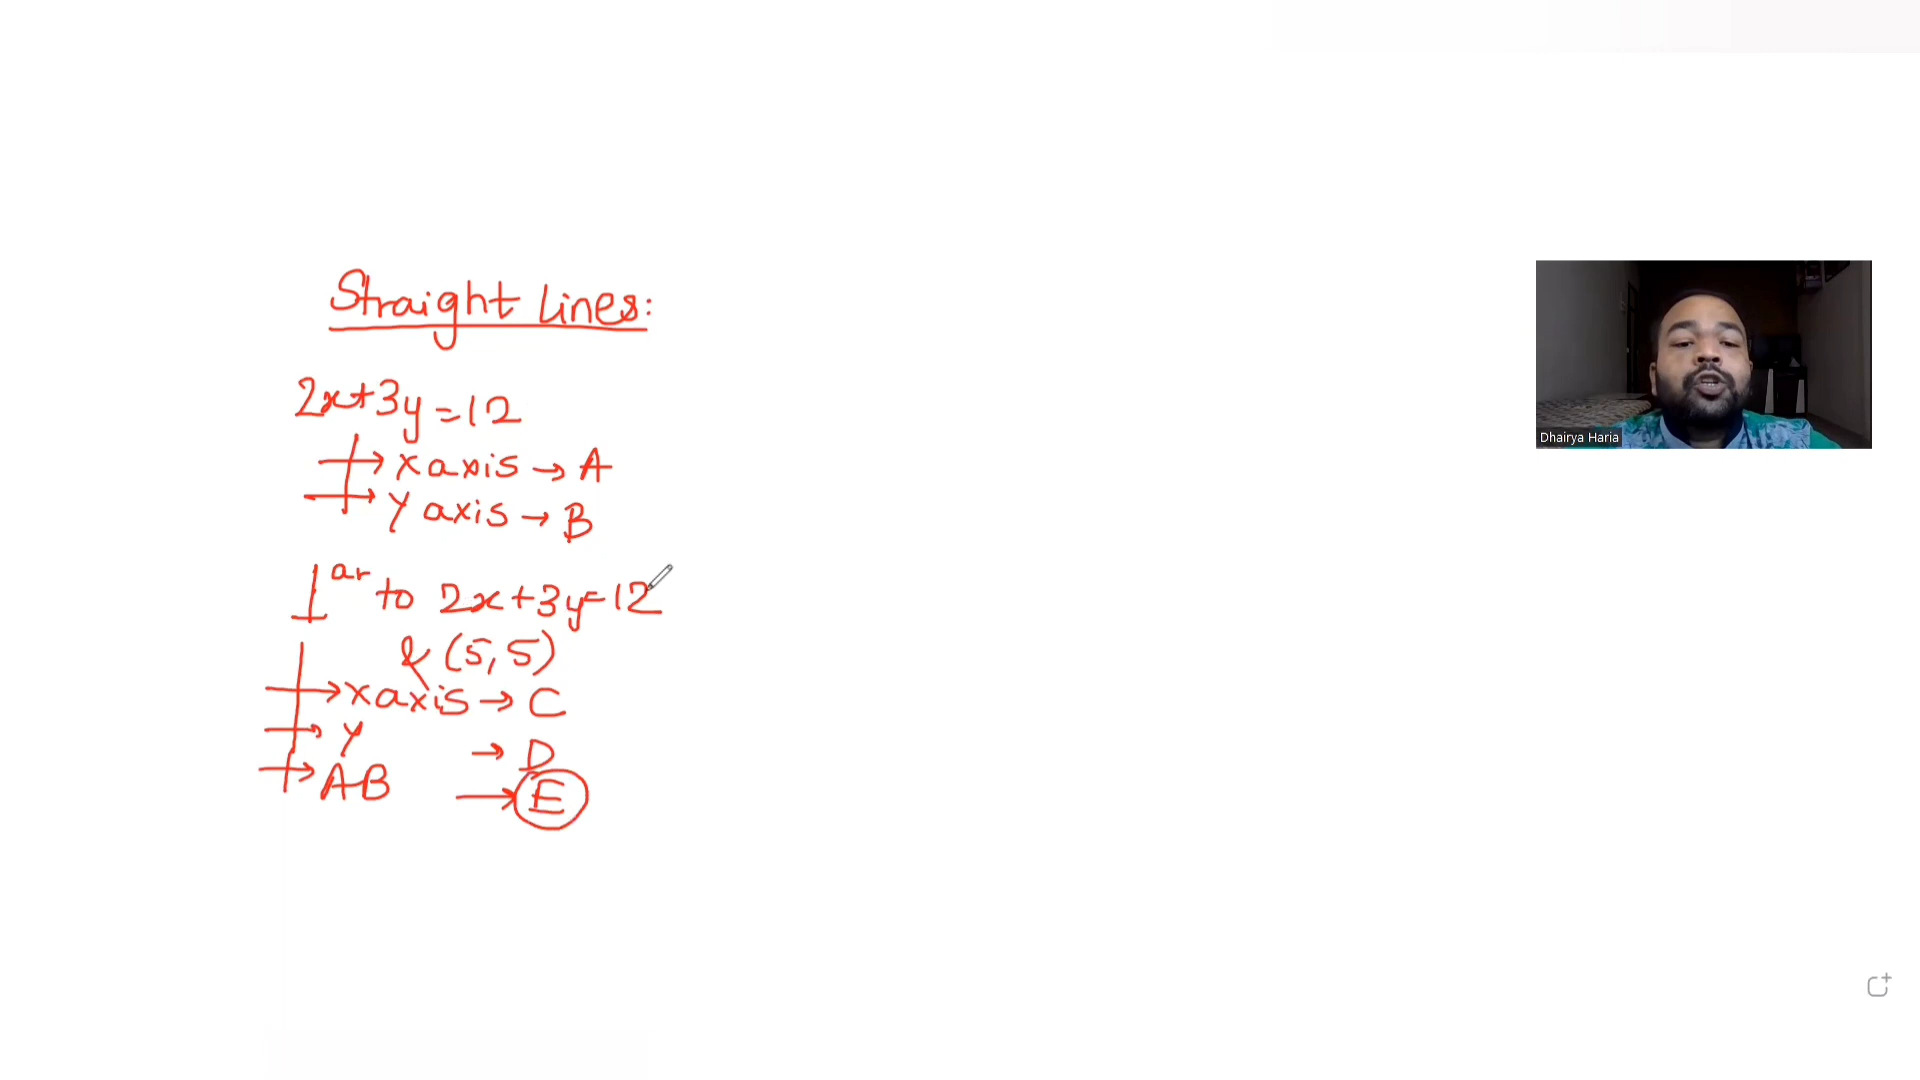 Straight Lines:
2x+3y=12
x axis → A
y axis → B
⊥ar to 2x+3y=12
& (5,5)
x axis → C
y → D
AB → E
Dhairya Haria